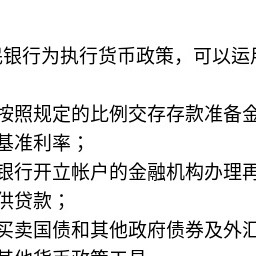 银行为执行货币政策，可以运
按照规定的比例交存存款准备金
基准利率；
银行开立帐户的金融机构办理再
供贷款；
买卖国债和其他政府债券及外汇